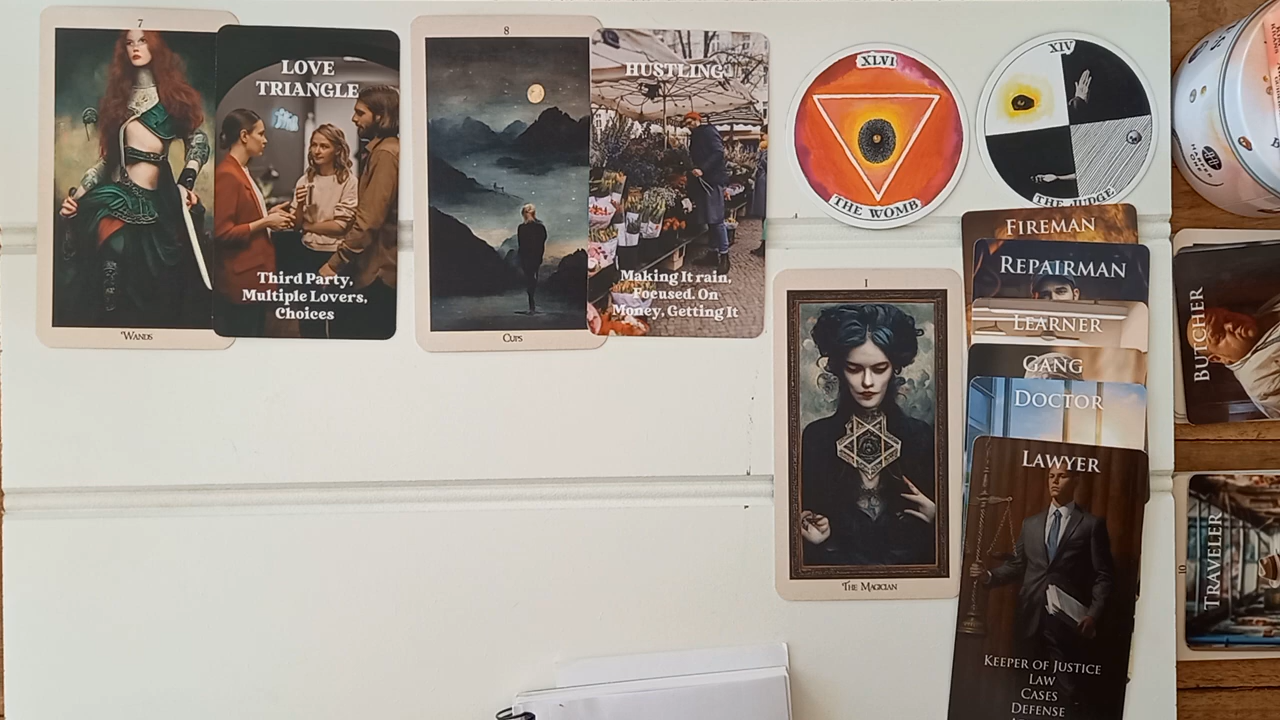 7
WANDS
LOVE
TRIANGLE
Third Party,
Multiple Lovers,
Choices
8
CUPS
HUSTLING
Making It rain,
Focused. On
Money, Getting It
XLVI
THE WOMB
XIV
THE JUDGE
I
THE MAGICIAN
FIREMAN
REPAIRMAN
LEARNER
GANG
DOCTOR
LAWYER
KEEPER OF JUSTICE
LAW
CASES
DEFENSE
BUTCHER
10
TRAVELER